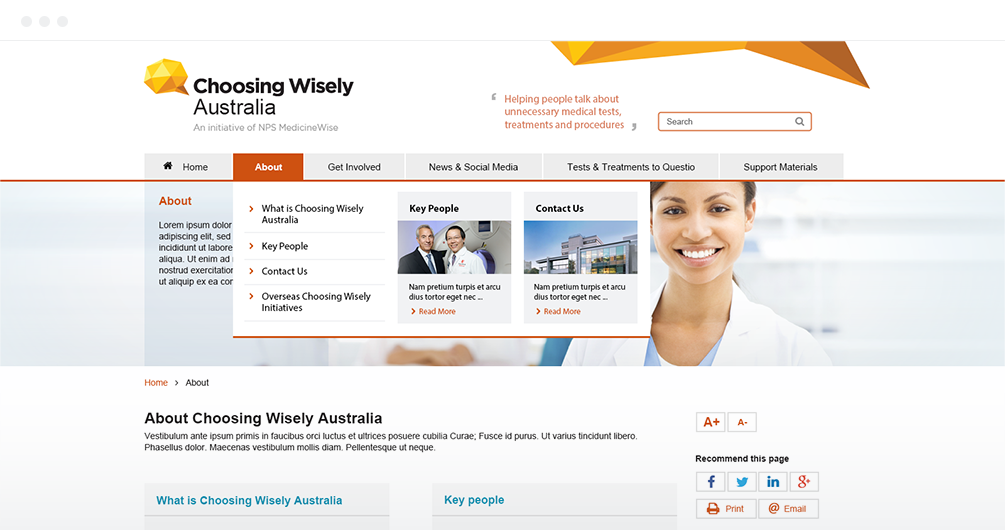 Choosing Wisely
Australia
An initiative of NPS MedicineWise
‘ Helping people talk about
unnecessary medical tests,
treatments and procedures ’
Search
Home
About
Get Involved
News & Social Media
Tests & Treatments to Questio
Support Materials
About
Lorem ipsum dolor
adipiscing elit, sed
incididunt ut labore
aliqua. Ut enim ad
nostrud exercitation
ut aliquip ex ea con
What is Choosing Wisely
Australia
Key People
Contact Us
Overseas Choosing Wisely
Initiatives
Key People
Nam pretium turpis et arcu
dius tortor eget nec ...
Read More
Contact Us
Nam pretium turpis et arcu
dius tortor eget nec ...
Read More
Home > About
About Choosing Wisely Australia
Vestibulum ante ipsum primis in faucibus orci luctus et ultrices posuere cubilia Curae; Fusce id purus. Ut varius tincidunt libero.
Phasellus dolor. Maecenas vestibulum mollis diam. Pellentesque ut neque.
A+
A-
Recommend this page
f
in
g+
Print
@ Email
What is Choosing Wisely Australia
Key people